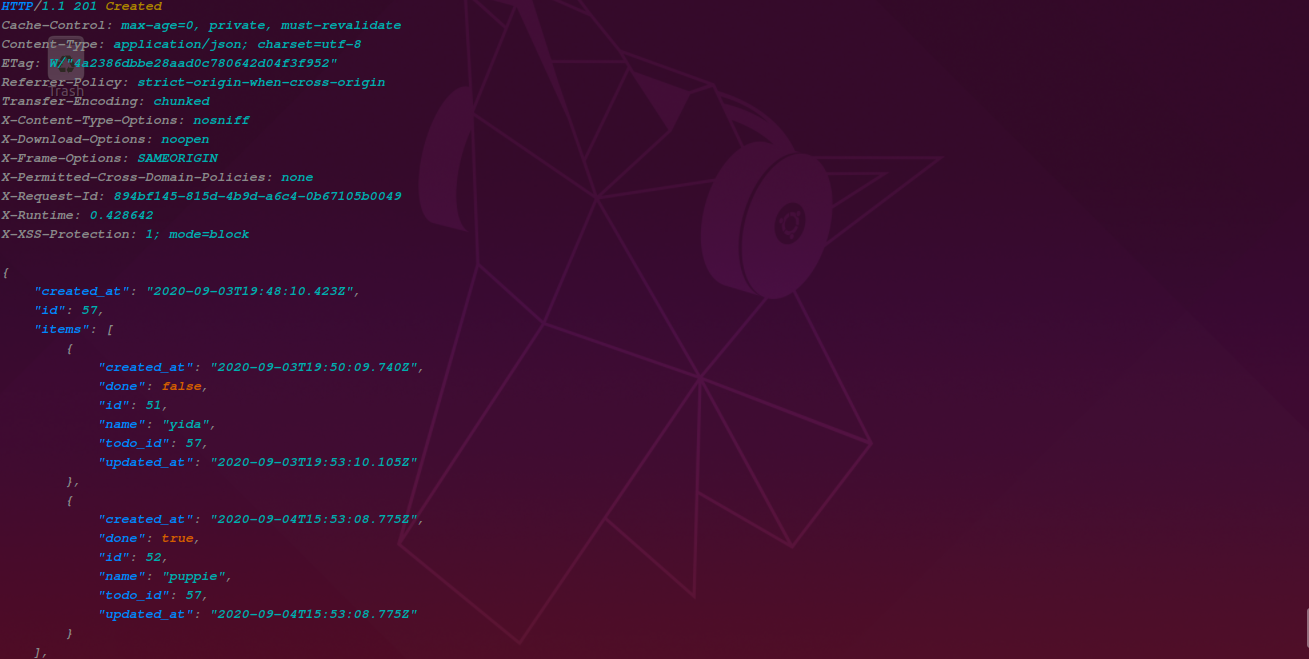 HTTP/1.1 201 Created
Cache-Control: max-age=0, private, must-revalidate
Content-Type: application/json; charset=utf-8
ETag: W/"4a2386dbbe28aad0c780642d04f3f952"
Referrer-Policy: strict-origin-when-cross-origin
Trash
Transfer-Encoding: chunked
X-Content-Type-Options: nosniff
X-Download-Options: noopen
X-Frame-Options: SAMEORIGIN
X-Permitted-Cross-Domain-Policies: none
X-Request-Id: 894bf145-815d-4b9d-a6c4-0b67105b0049
X-Runtime: 0.428642
X-XSS-Protection: 1; mode=block
{
    "created_at": "2020-09-03T19:48:10.423Z",
    "id": 57,
    "items": [
        {
            "created_at": "2020-09-03T19:50:09.740Z",
            "done": false,
            "id": 51,
            "name": "yida",
            "todo_id": 57,
            "updated_at": "2020-09-03T19:53:10.105Z"
        },
        {
            "created_at": "2020-09-04T15:53:08.775Z",
            "done": true,
            "id": 52,
            "name": "puppie",
            "todo_id": 57,
            "updated_at": "2020-09-04T15:53:08.775Z"
        }
    ],